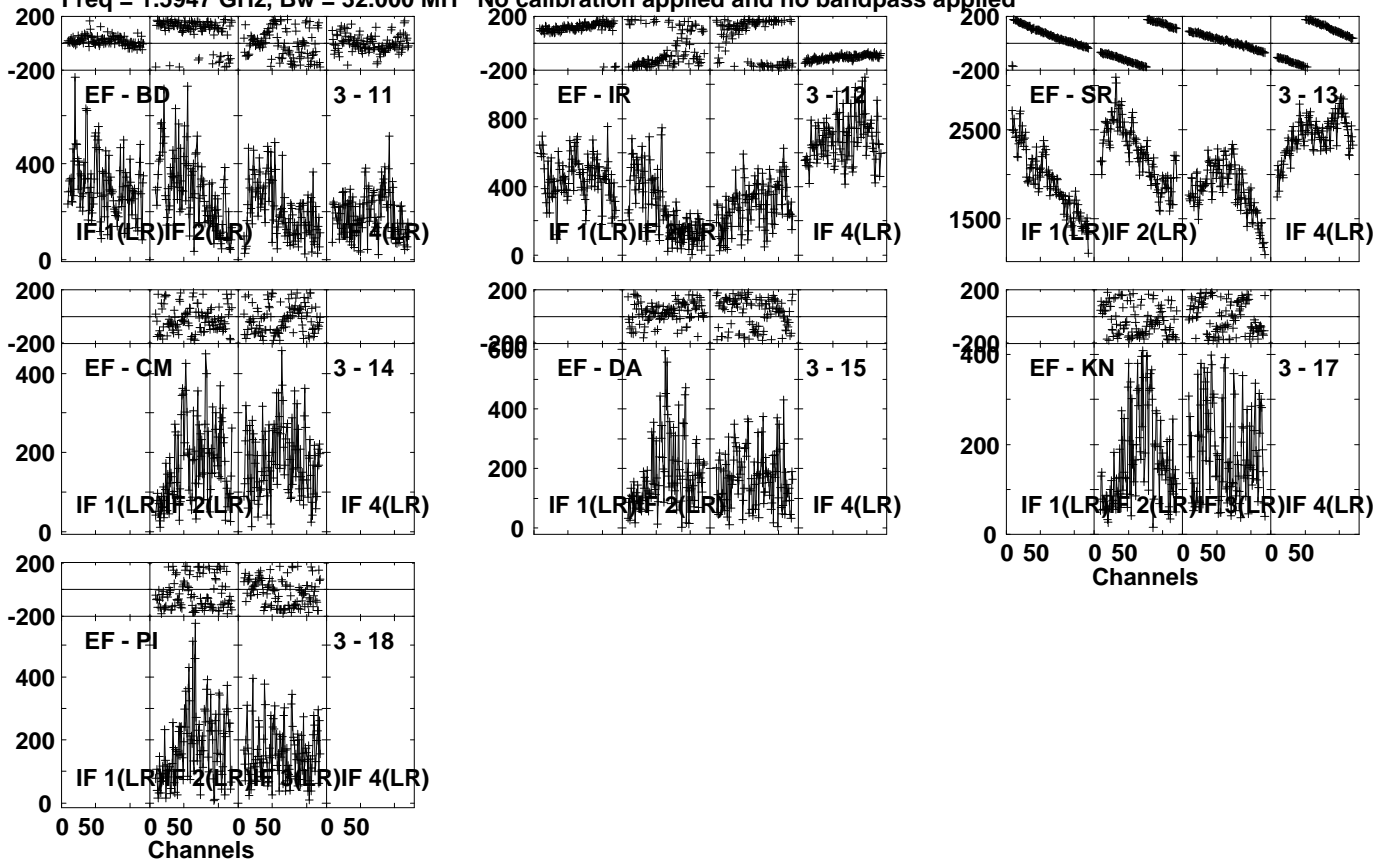 Freq = 1.5947 GHz, Bw = 32.000 MH No calibration applied and no bandpass applied
200
-200
EF - BD 3 - 11
400
200
0
IF 1(LR) IF 2(LR) IF 4(LR)
-200
EF - IR 3 - 12
800
400
0
IF 1(LR) IF 2(LR) IF 4(LR)
200
-200
EF - SR 3 - 13
2500
1500
IF 1(LR) IF 2(LR) IF 4(LR)
200
-200
EF - CM 3 - 14
400
200
0
IF 1(LR) IF 2(LR) IF 4(LR)
200
-200
600
EF - DA 3 - 15
400
200
0
IF 1(LR) IF 2(LR) IF 4(LR)
200
-200
400
EF - KN 3 - 17
200
0
IF 1(LR) IF 2(LR) IF 3(LR) IF 4(LR)
0 50 0 50 0 50 0 50
Channels
200
-200
EF - PI 3 - 18
400
200
0
IF 1(LR) IF 2(LR) IF 3(LR) IF 4(LR)
0 50 0 50 0 50 0 50
Channels